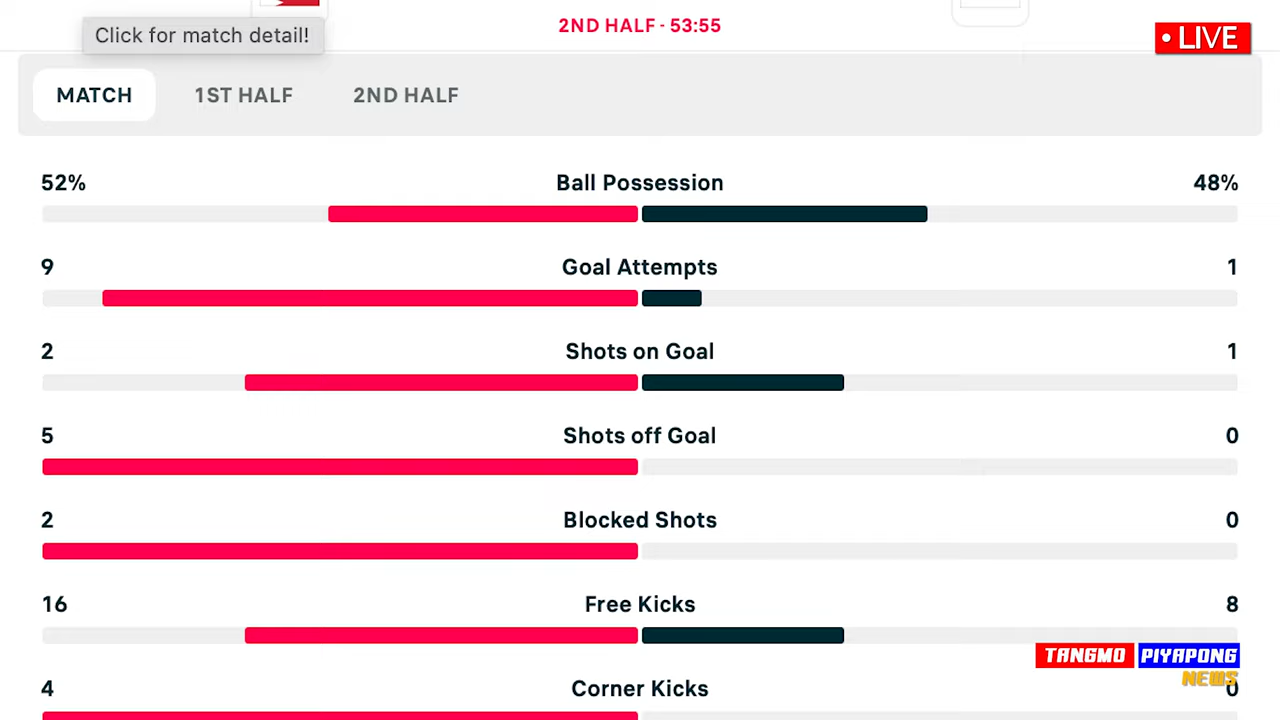 2ND HALF - 53:55
Click for match detail!
• LIVE
MATCH 1ST HALF 2ND HALF
52% Ball Possession 48%
9 Goal Attempts 1
2 Shots on Goal 1
5 Shots off Goal 0
2 Blocked Shots 0
16 Free Kicks 8
TANGMO PIYAPONG
NEWS
4 Corner Kicks 0